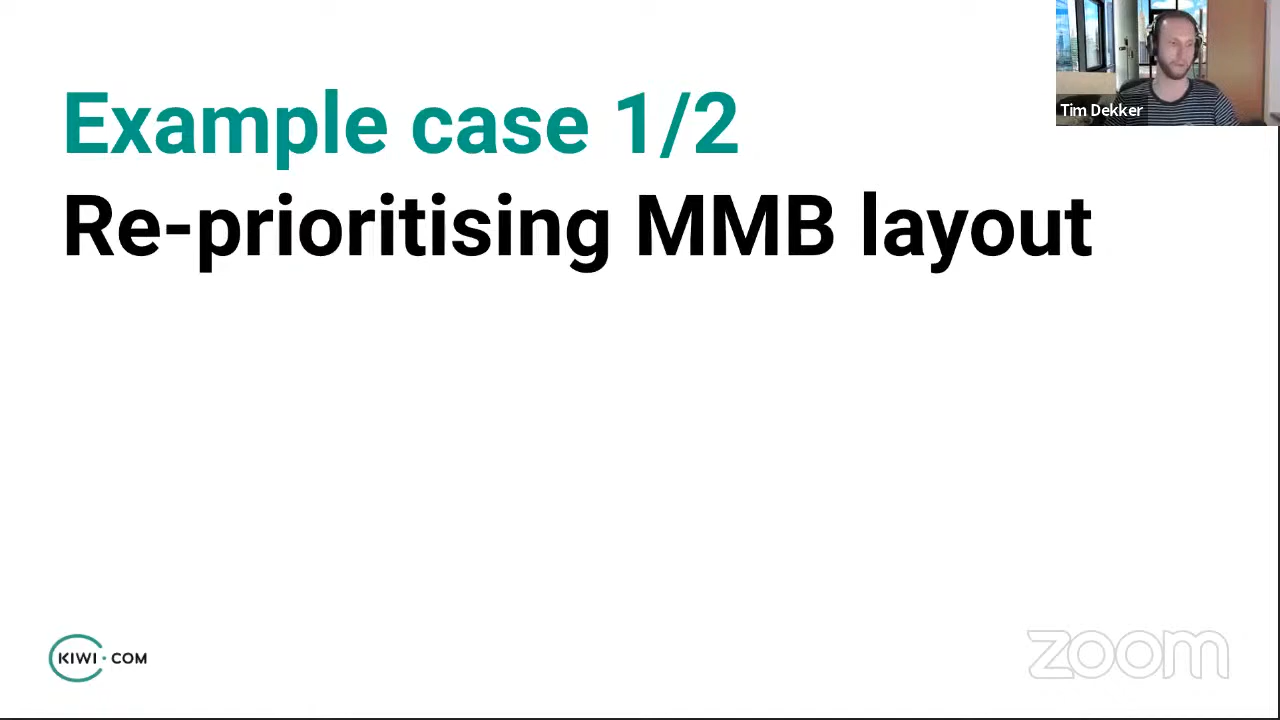 Example case 1/2
Re-prioritising MMB layout
Tim Dekker
KIWI.COM
zoom